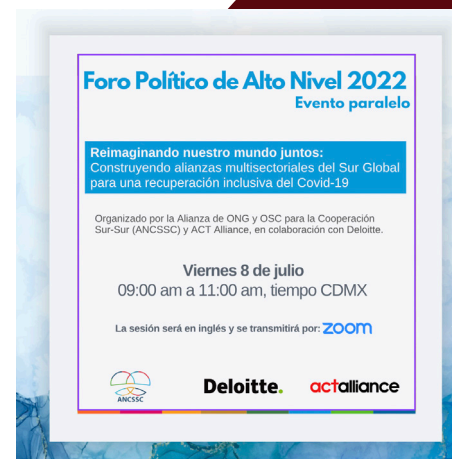 Foro Político de Alto Nivel 2022
Evento paralelo
Reimaginando nuestro mundo juntos:
Construyendo alianzas multisectoriales del Sur Global
para una recuperación inclusiva del Covid-19
Organizado por la Alianza de ONG y OSC para la Cooperación
Sur-Sur (ANCSSC) y ACT Alliance, en colaboración con Deloitte.
Viernes 8 de julio
09:00 am a 11:00 am, tiempo CDMX
La sesión será en inglés y se transmitirá por: zoom
ANCSSC
Deloitte.
actalliance